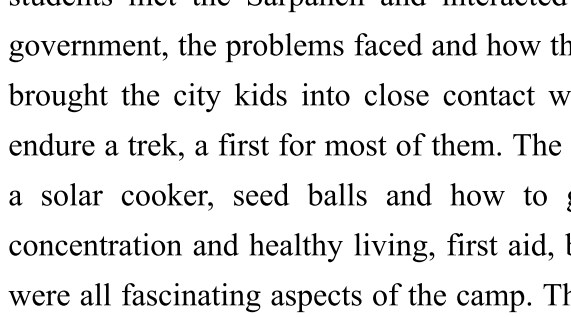 students met the Sarpanch and interacted
government, the problems faced and how
brought the city kids into close contact
endure a trek, a first for most of them. The
a solar cooker, seed balls and how to
concentration and healthy living, first aid,
were all fascinating aspects of the camp.